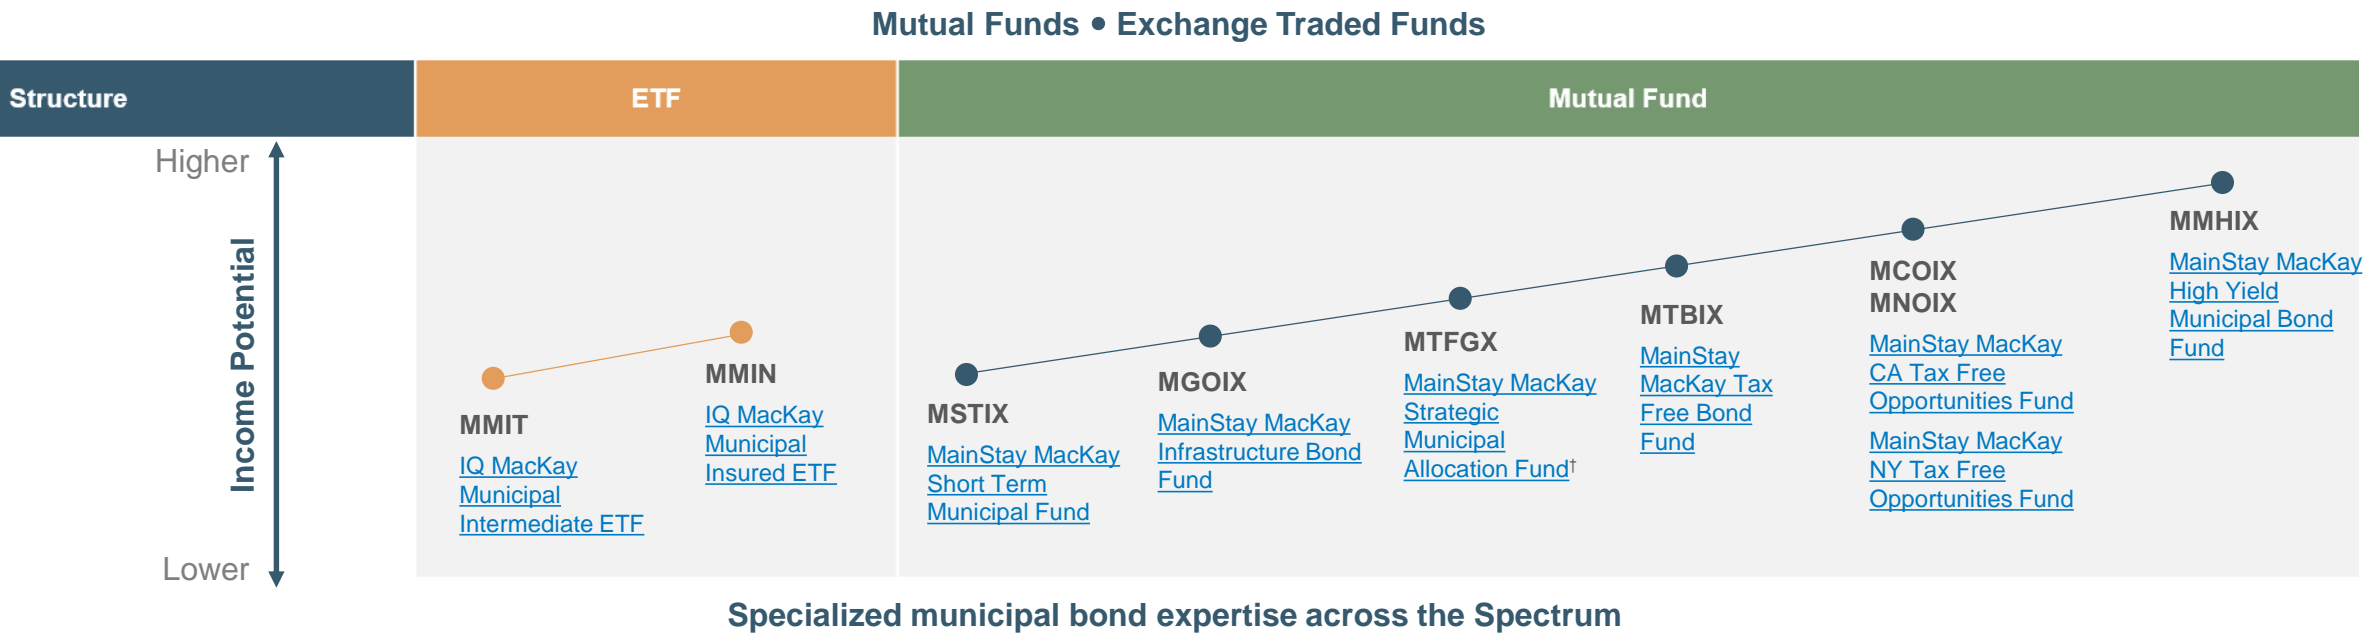 Mutual Funds • Exchange Traded Funds
Structure
ETF
Mutual Fund
Higher
Income Potential
Lower
MMIT
IQ MacKay
Municipal
Intermediate ETF
MMIN
IQ MacKay
Municipal
Insured ETF
MSTIX
MainStay MacKay
Short Term
Municipal Fund
MGOIX
MainStay MacKay
Infrastructure Bond
Fund
MTFGX
MainStay MacKay
Strategic
Municipal
Allocation Fund†
MTBIX
MainStay
MacKay Tax
Free Bond
Fund
MCOIX
MNOIX
MainStay MacKay
CA Tax Free
Opportunities Fund
MainStay MacKay
NY Tax Free
Opportunities Fund
MMHIX
MainStay MacKay
High Yield
Municipal Bond
Fund
Specialized municipal bond expertise across the Spectrum